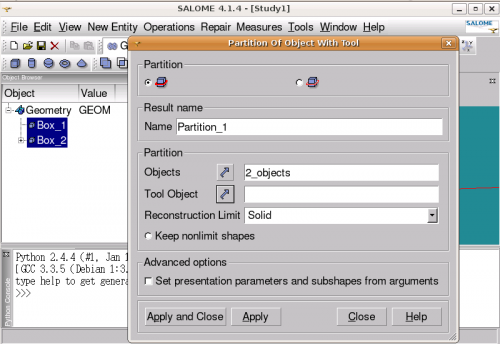 SALOME 4.1.4 - [Study1]
File Edit View New Entity Operations Repair Measures Tools Window Help
SALOME
Partition Of Object With Tool
Object Browser
Object Value
Geometry GEOM
Box_1
Box_2
Partition
Result name
Name Partition_1
Partition
Objects 2_objects
Tool Object
Reconstruction Limit Solid
Keep nonlimit shapes
Advanced options
Set presentation parameters and subshapes from arguments
Apply and Close Apply Close Help
Python Console
Python 2.4.4 (#1, Jan 1
[GCC 3.3.5 (Debian 1:3.
type help to get genera
>>>